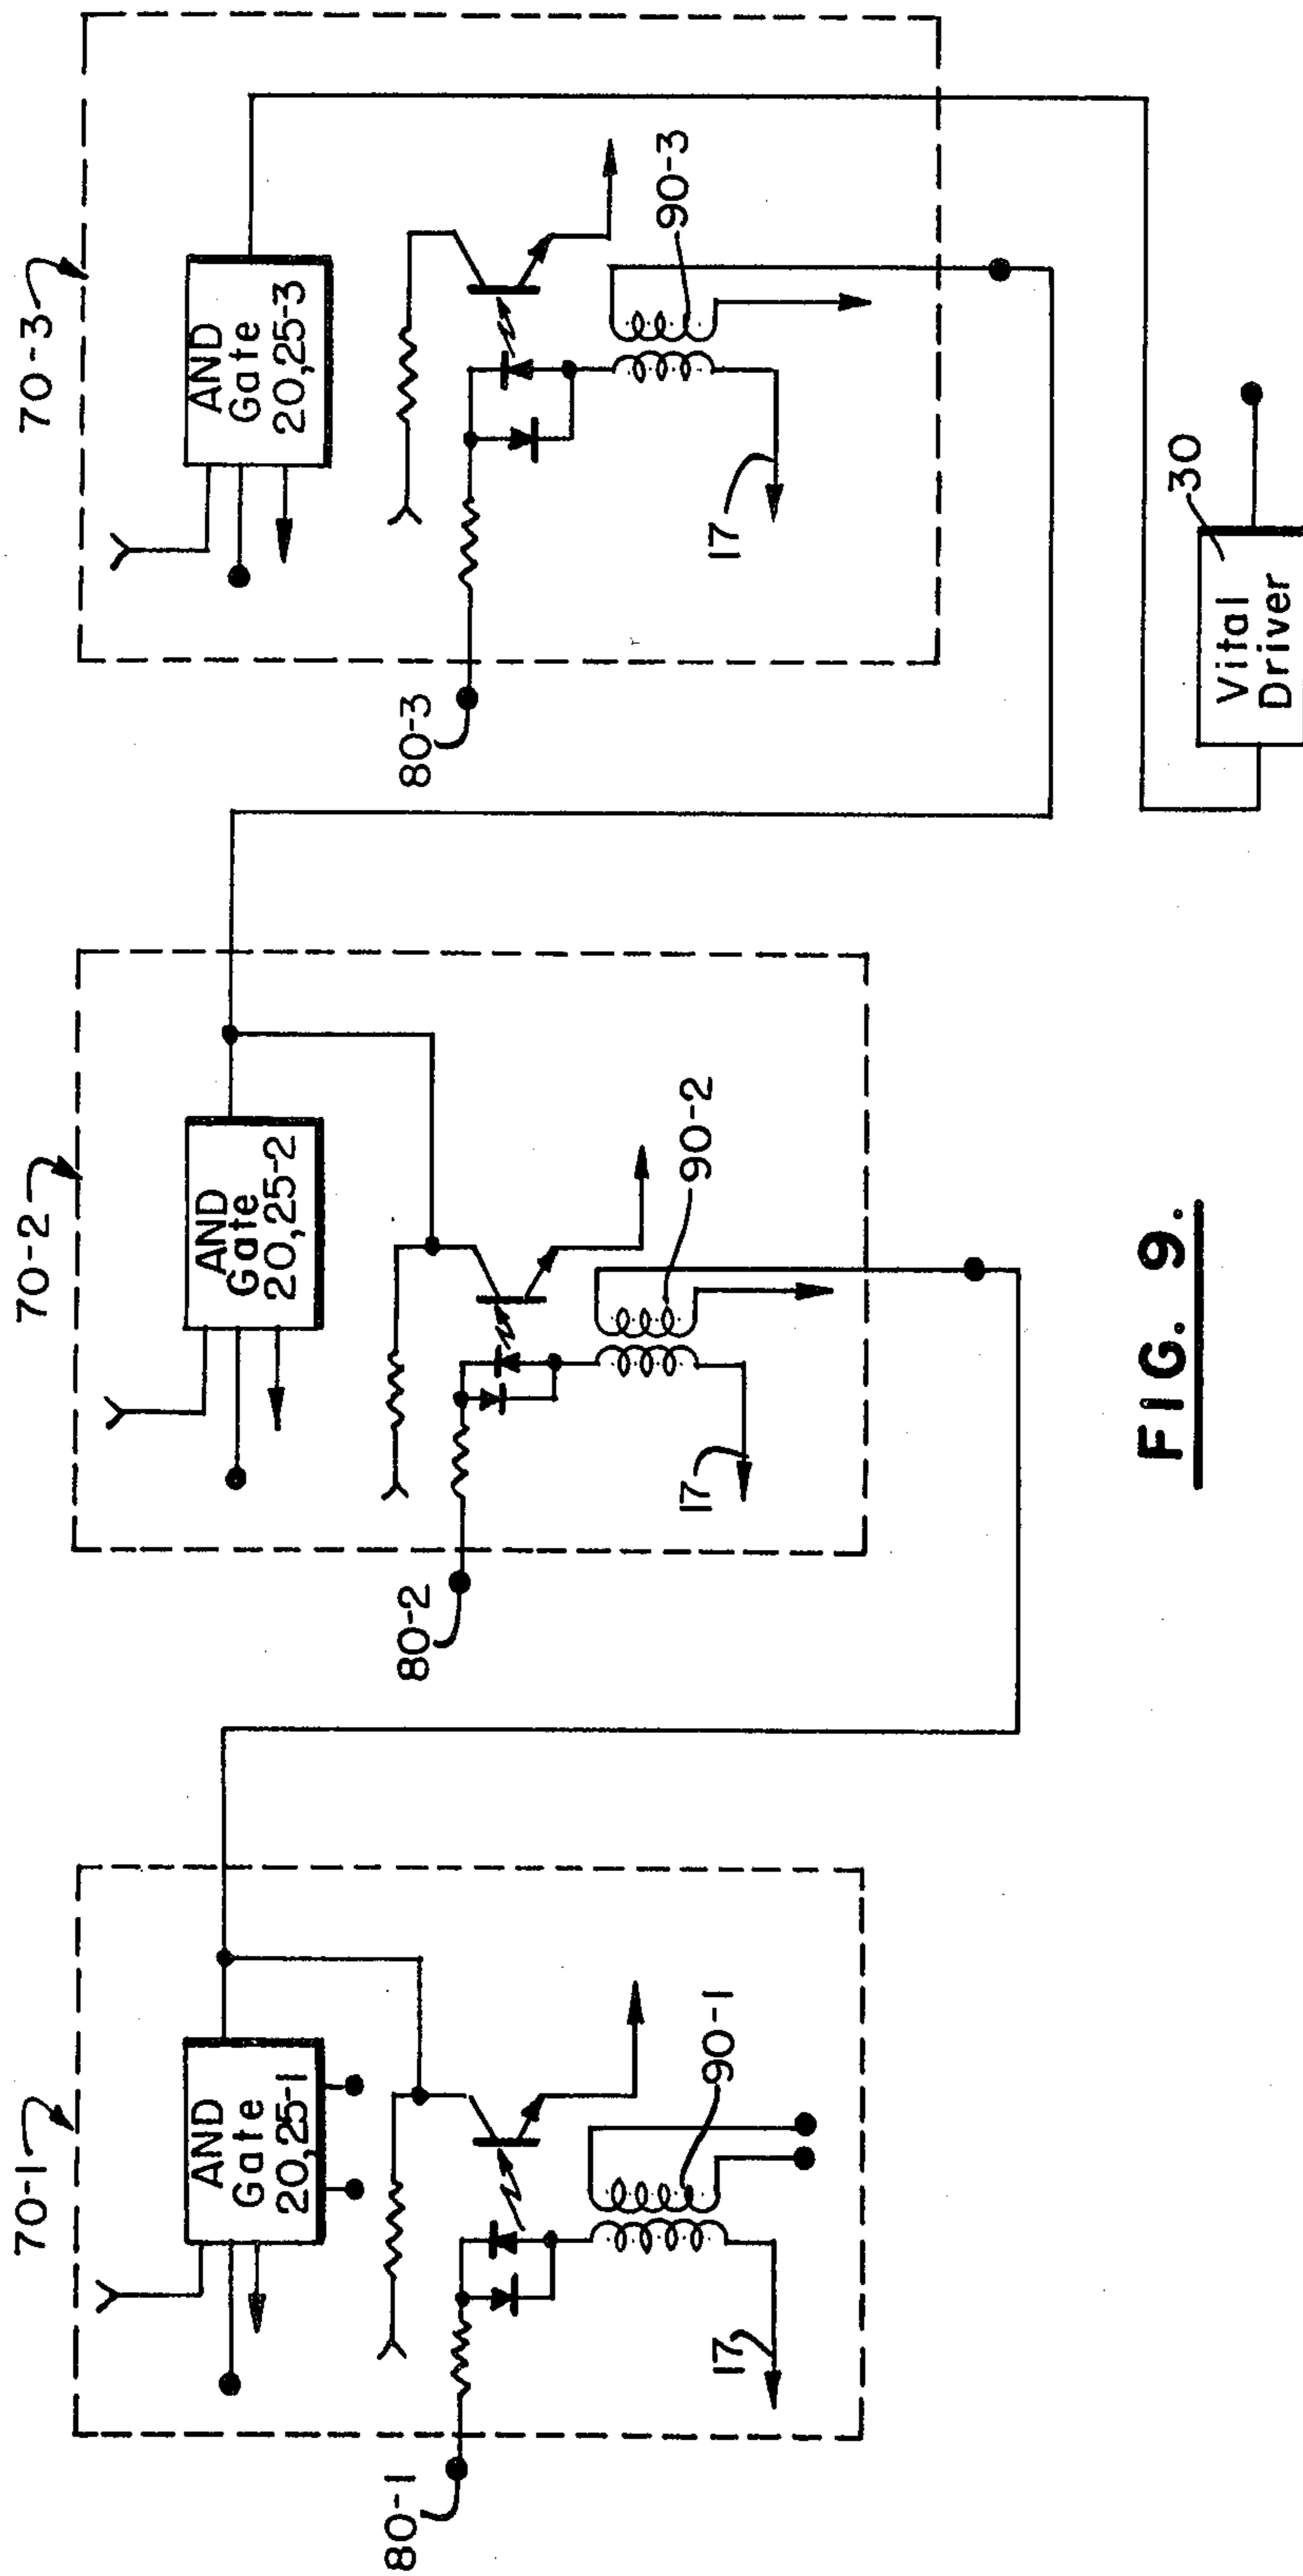 70-1
AND
Gate
20,25-1
80-1
90-1
17
70-2
AND
Gate
20,25-2
80-2
90-2
17
70-3
AND
Gate
20,25-3
80-3
90-3
17
30
Vital
Driver
FIG. 9.